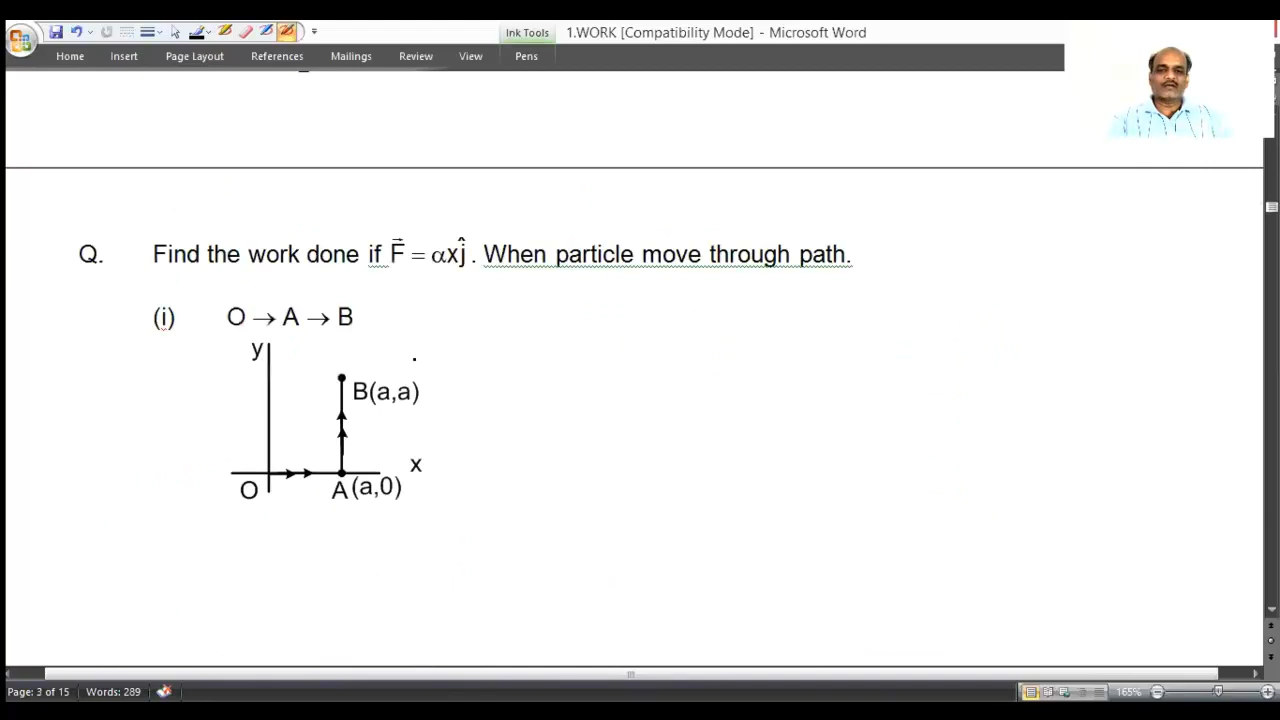 Ink Tools
1.WORK [Compatibility Mode] - Microsoft Word
Home Insert Page Layout References Mailings Review View Pens
Q. Find the work done if F⃗ = αxĵ. When particle move through path.
(i) O → A → B
y
B(a,a)
x
O A(a,0)
Page: 3 of 15 Words: 289 165%